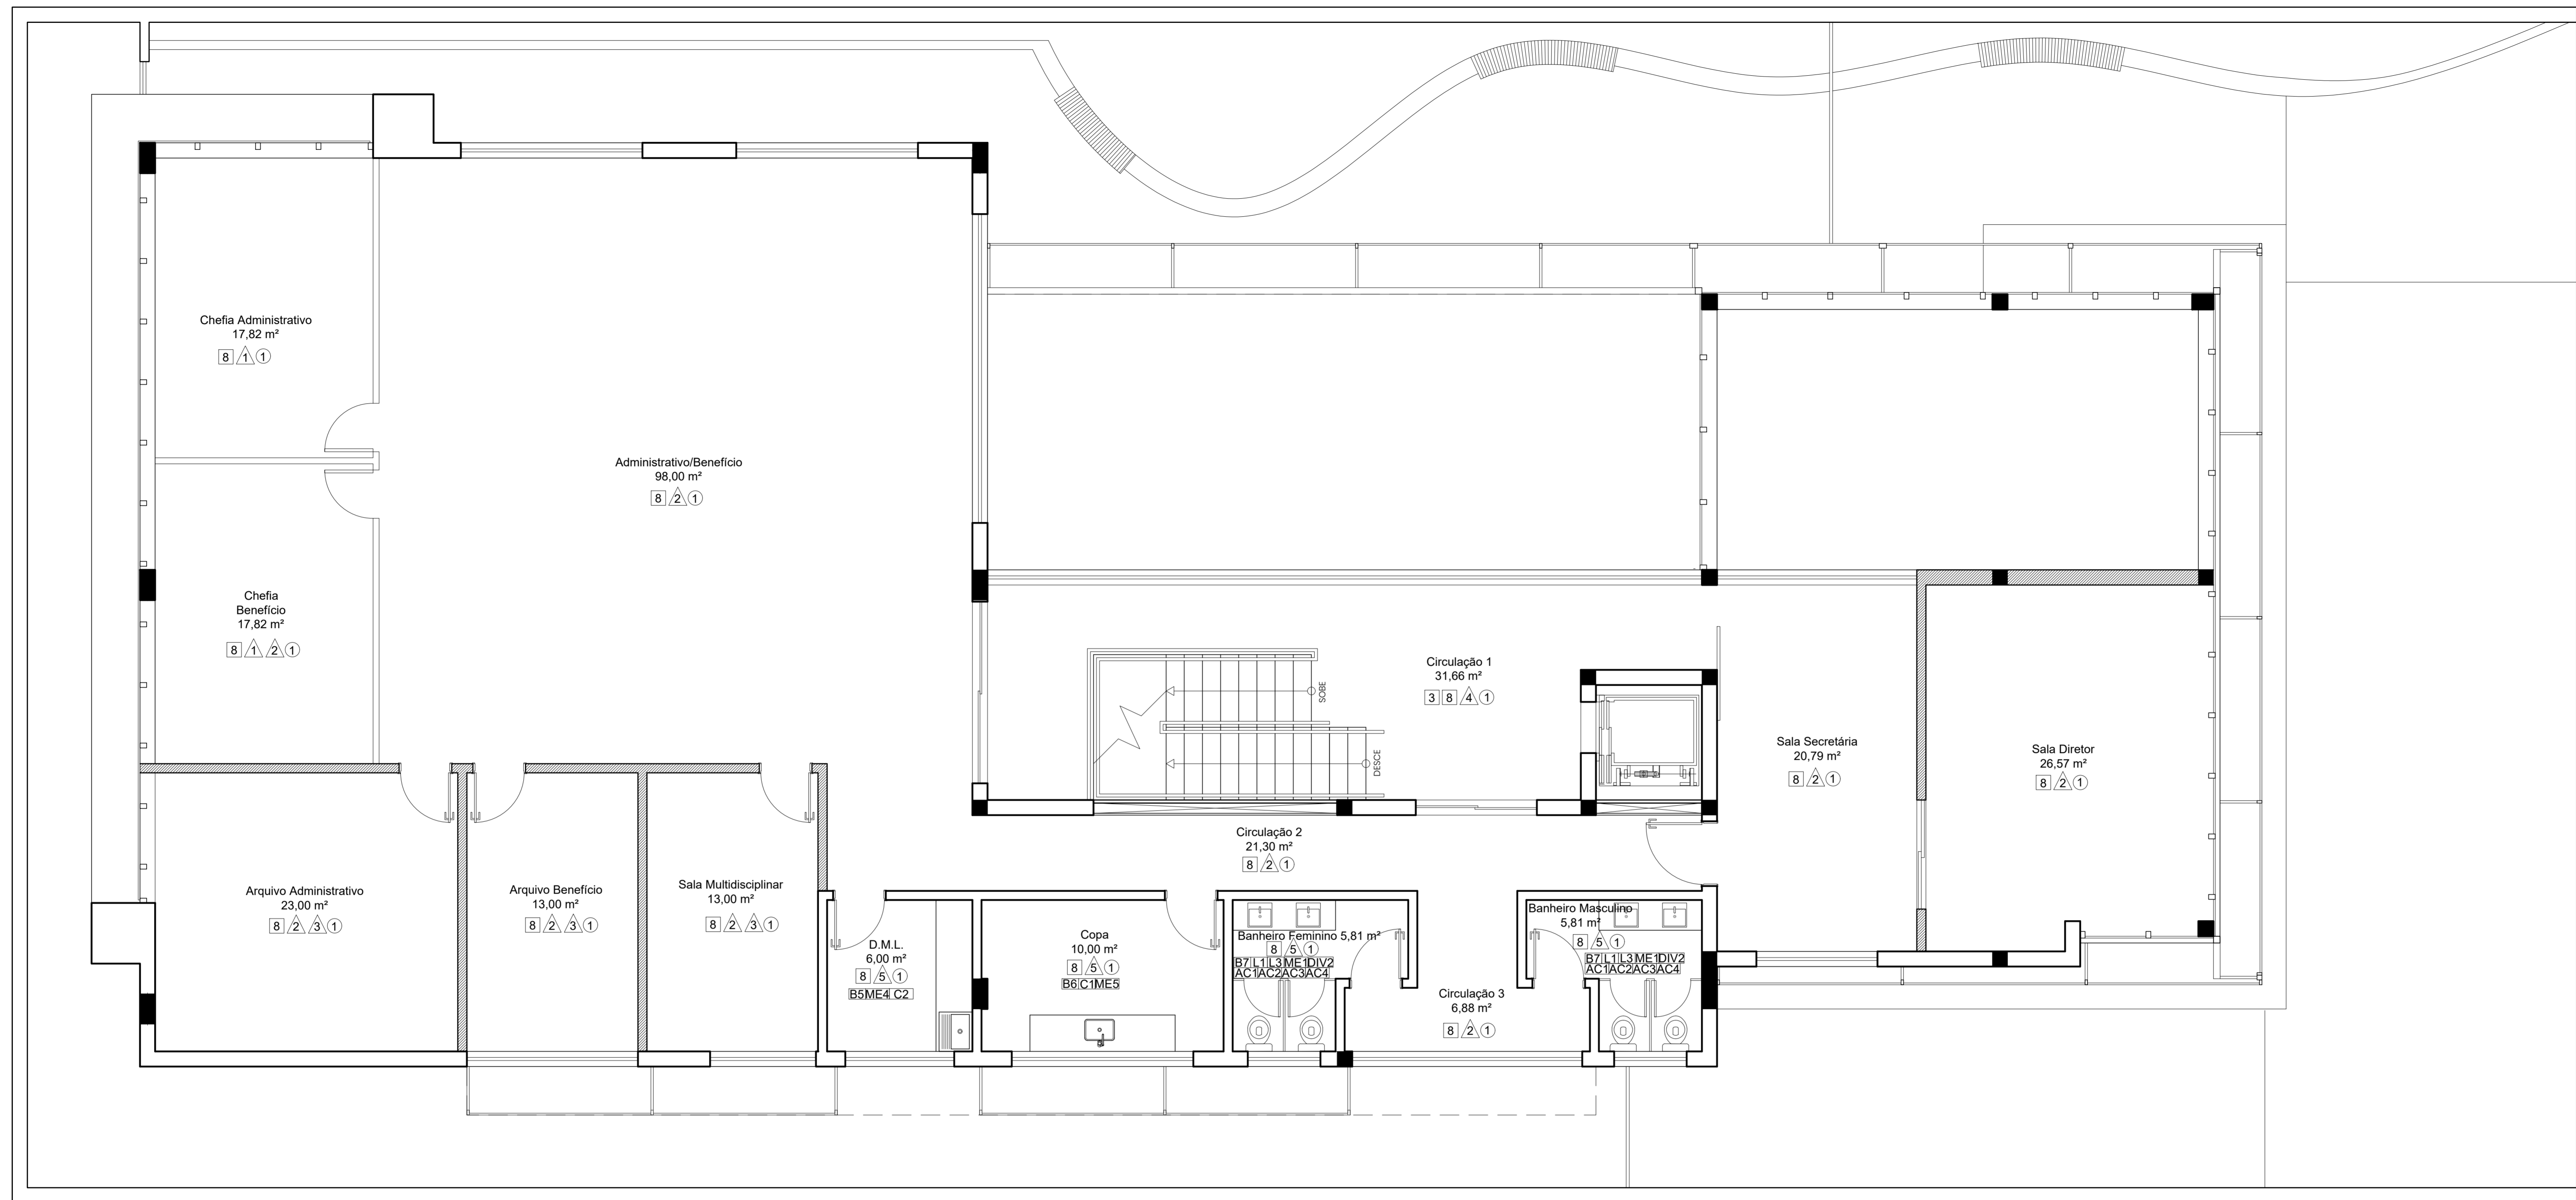 Chefia Administrativo
17,82 m²
8 1 1
Administrativo/Benefício
98,00 m²
8 2 1
Chefia
Benefício
17,82 m²
8 1 2 1
Circulação 1
31,66 m²
3 8 4 1
SOBE
DESCE
Sala Secretária
20,79 m²
8 2 1
Sala Diretor
26,57 m²
8 2 1
Circulação 2
21,30 m²
8 2 1
Arquivo Administrativo
23,00 m²
8 2 3 1
Arquivo Benefício
13,00 m²
8 2 3 1
Sala Multidisciplinar
13,00 m²
8 2 3 1
D.M.L.
6,00 m²
8 5 1
B5 ME4 C2
Copa
10,00 m²
8 5 1
B6 C1 ME5
Banheiro Feminino 5,81 m²
8 5 1
B7 L1 L3 ME1 DIV2
AC1 AC2 AC3 AC4
Circulação 3
6,88 m²
8 2 1
Banheiro Masculino
5,81 m²
8 5 1
B7 L1 L3 ME1 DIV2
AC1 AC2 AC3 AC4